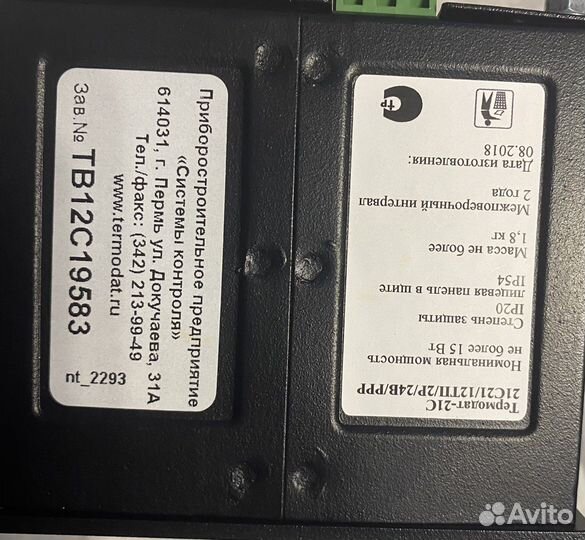 Приборостроительное предприятие
«Системы контроля»
614031, г. Пермь ул. Докучаева, 31А
Тел./факс: (342) 213-99-49
www.termodat.ru
Зав.№ ТВ12С19583
nt_2293
Термодат-21С
21С21/12ТП/2Р/24В/РРР
Номинальная мощность
не более 15 Вт
Степень защиты
IP20
лицевая панель в щите
IP54
Масса не более
1,8 кг
Межповерочный интервал
2 года
Дата изготовления:
08.2018
Avito